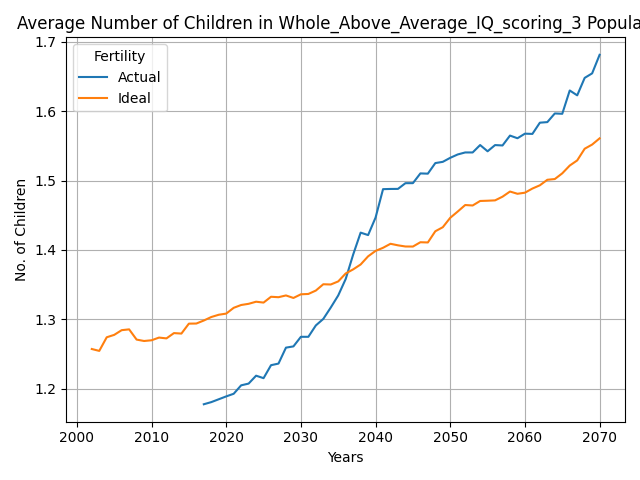 Average Number of Children in Whole_Above_Average_IQ_scoring_3 Popula
1.7
1.6
1.5
1.4
1.3
1.2
No. of Children
Fertility
Actual
Ideal
2000 2010 2020 2030 2040 2050 2060 2070
Years